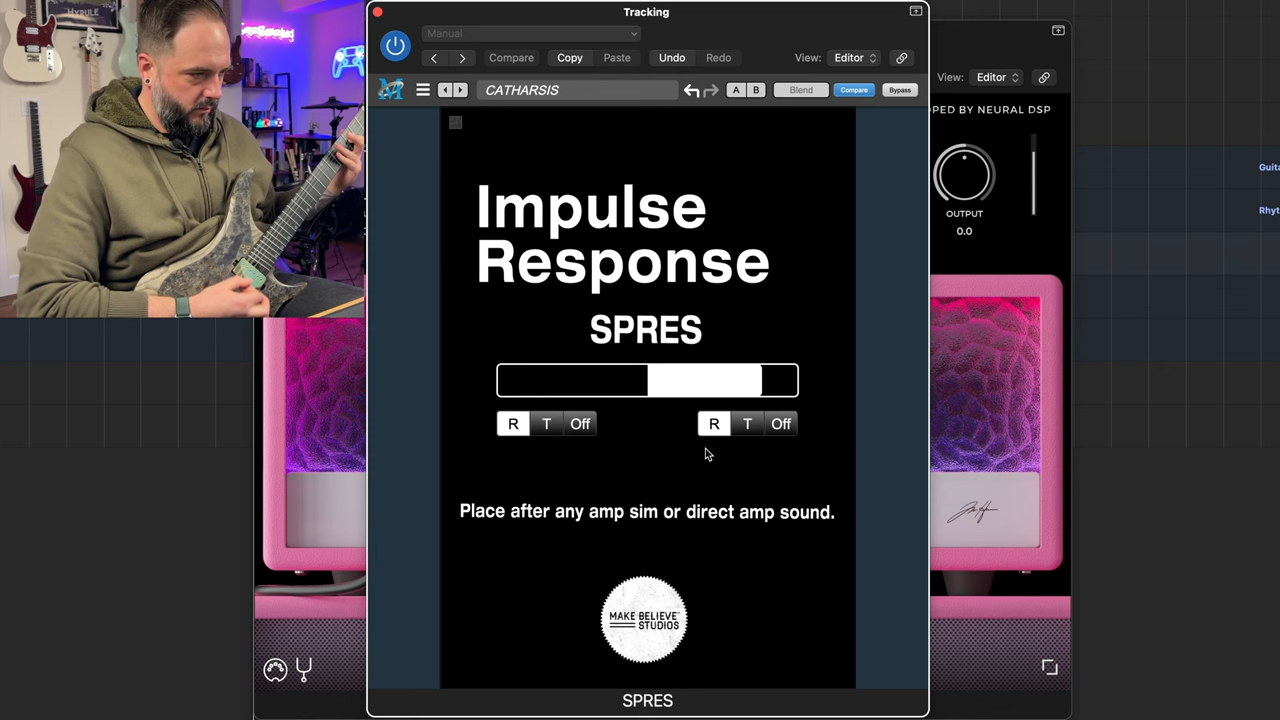 HYRULE
Tracking
Manual
Compare
Copy
Paste
Undo
Redo
View:
Editor
View:
Editor
CATHARSIS
A
B
Blend
Compare
Bypass
PED BY NEURAL DSP
OUTPUT
0.0
Guita
Rhyt
Impulse
Response
SPRES
R
T
Off
R
T
Off
Place after any amp sim or direct amp sound.
MAKE BELIEVE
STUDIOS
SPRES